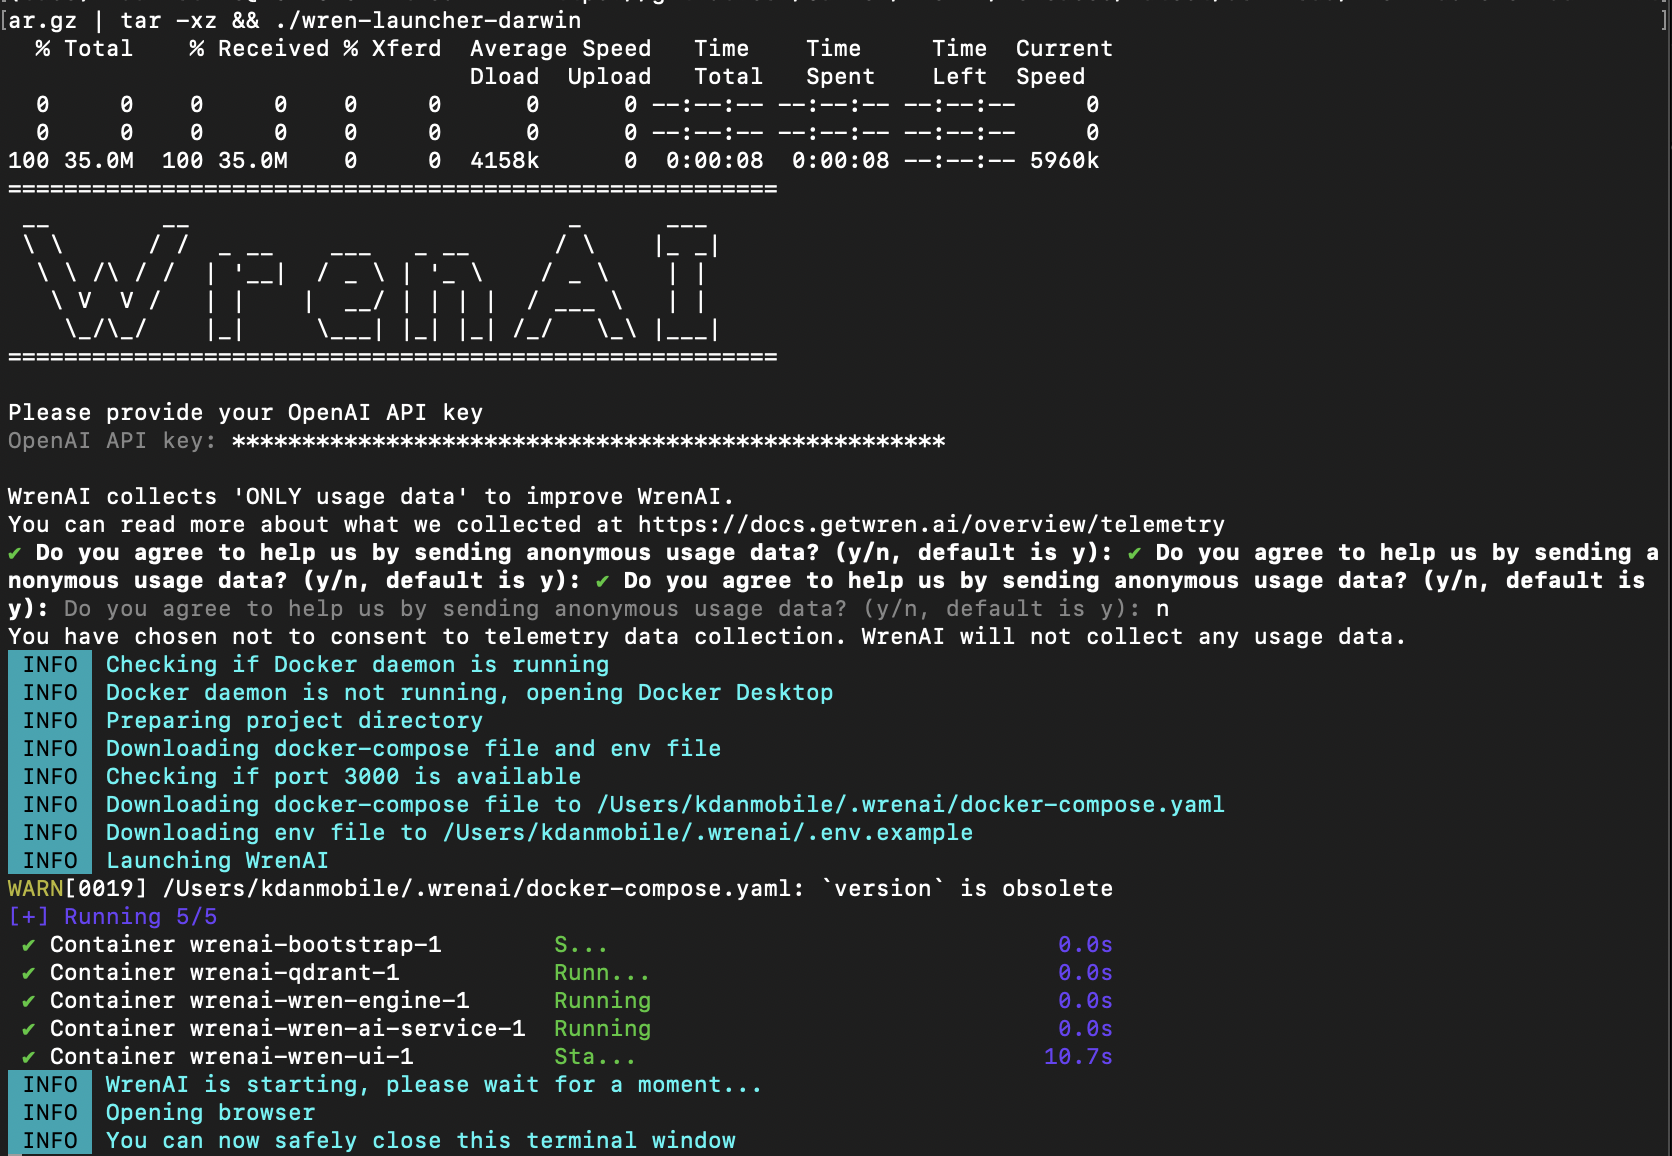 ar.gz | tar -xz && ./wren-launcher-darwin
% Total % Received % Xferd Average Speed Time Time Time Current
Dload Upload Total Spent Left Speed
0 0 0 0 0 0 0 0 --:--:-- --:--:-- --:--:-- 0
0 0 0 0 0 0 0 0 --:--:-- --:--:-- --:--:-- 0
100 35.0M 100 35.0M 0 0 4158k 0 0:00:08 0:00:08 --:--:-- 5960k
=======================================================
WrenAI
=======================================================
Please provide your OpenAI API key
OpenAI API key: ***************************************************
WrenAI collects 'ONLY usage data' to improve WrenAI.
You can read more about what we collected at https://docs.getwren.ai/overview/telemetry
✔ Do you agree to help us by sending anonymous usage data? (y/n, default is y): ✔ Do you agree to help us by sending a
nonymous usage data? (y/n, default is y): ✔ Do you agree to help us by sending anonymous usage data? (y/n, default is
y): Do you agree to help us by sending anonymous usage data? (y/n, default is y): n
You have chosen not to consent to telemetry data collection. WrenAI will not collect any usage data.
INFO Checking if Docker daemon is running
INFO Docker daemon is not running, opening Docker Desktop
INFO Preparing project directory
INFO Downloading docker-compose file and env file
INFO Checking if port 3000 is available
INFO Downloading docker-compose file to /Users/kdanmobile/.wrenai/docker-compose.yaml
INFO Downloading env file to /Users/kdanmobile/.wrenai/.env.example
INFO Launching WrenAI
WARN[0019] /Users/kdanmobile/.wrenai/docker-compose.yaml: `version` is obsolete
[+] Running 5/5
✔ Container wrenai-bootstrap-1 S... 0.0s
✔ Container wrenai-qdrant-1 Runn... 0.0s
✔ Container wrenai-wren-engine-1 Running 0.0s
✔ Container wrenai-wren-ai-service-1 Running 0.0s
✔ Container wrenai-wren-ui-1 Sta... 10.7s
INFO WrenAI is starting, please wait for a moment...
INFO Opening browser
INFO You can now safely close this terminal window